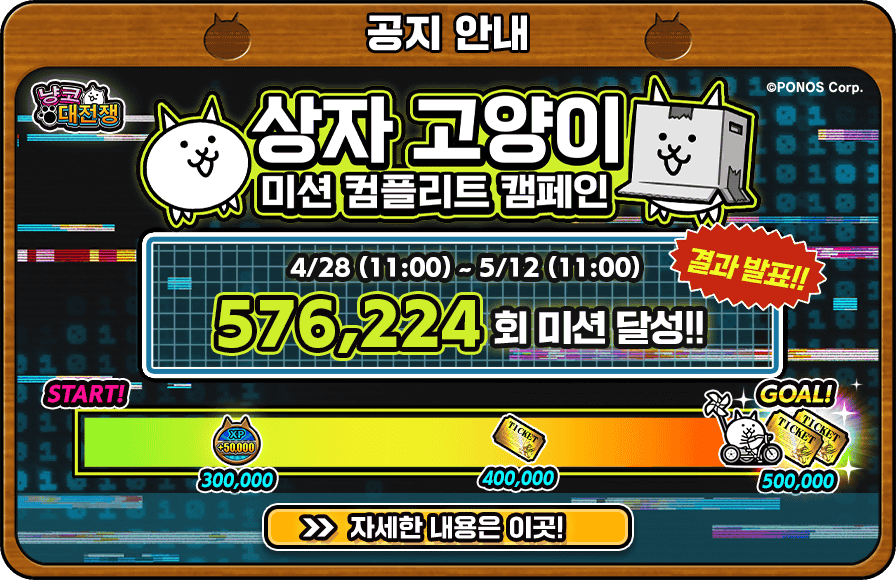 공지 안내
냥코
대전쟁
©PONOS Corp.
상자 고양이
미션 컴플리트 캠페인
4/28 (11:00) ~ 5/12 (11:00)
결과 발표!!
576,224 회 미션 달성!!
START!
GOAL!
XP
+50,000
TICKET
TICKET
TICKET
300,000
400,000
500,000
>> 자세한 내용은 이곳!